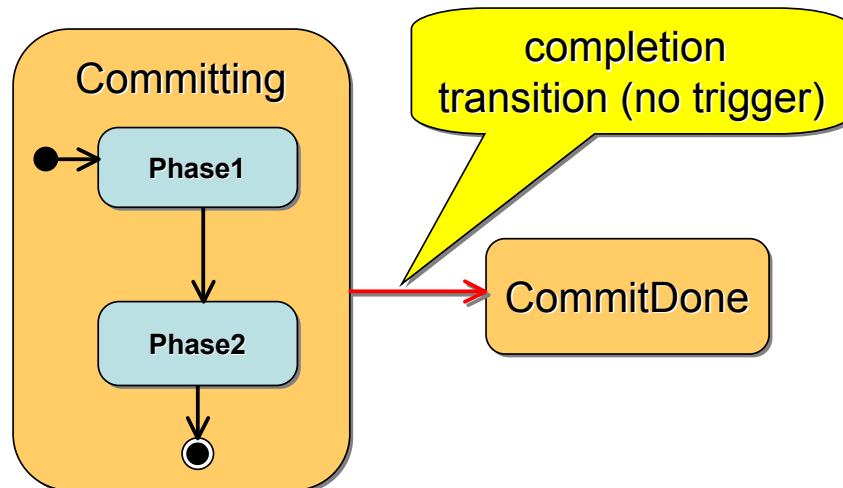 Committing
Phase1
Phase2
completion
transition (no trigger)
CommitDone